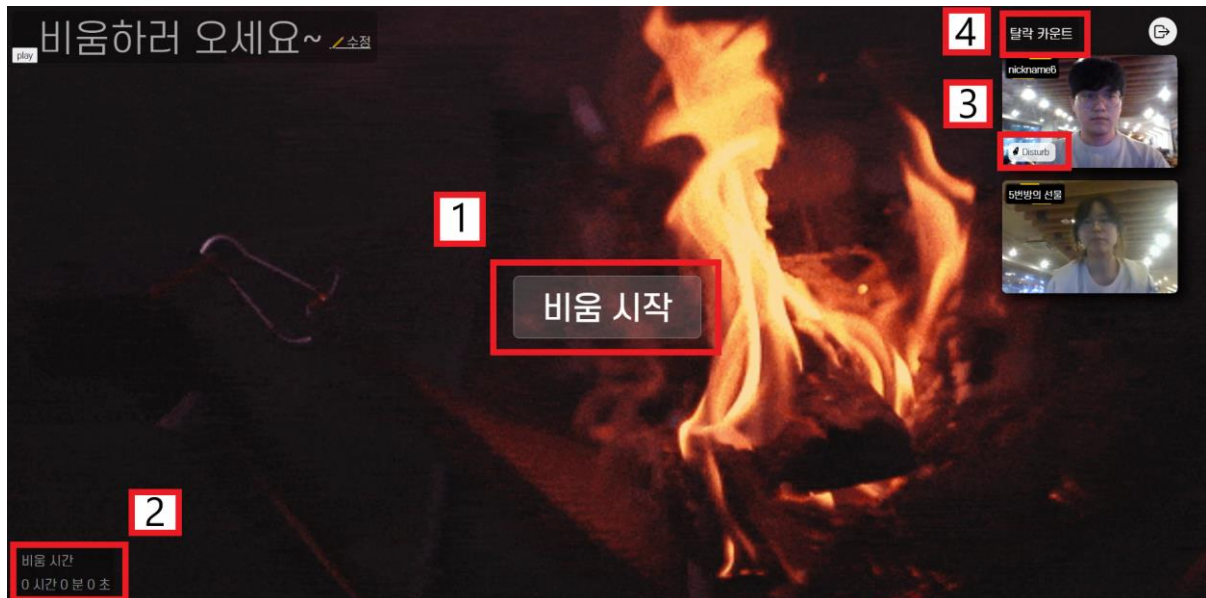 비움하러 오세요~ 수정
play
4
탈락 카운트
nickname6
3
Disturb
5번방의 선물
1
비움 시작
2
비움 시간
0 시간 0 분 0 초